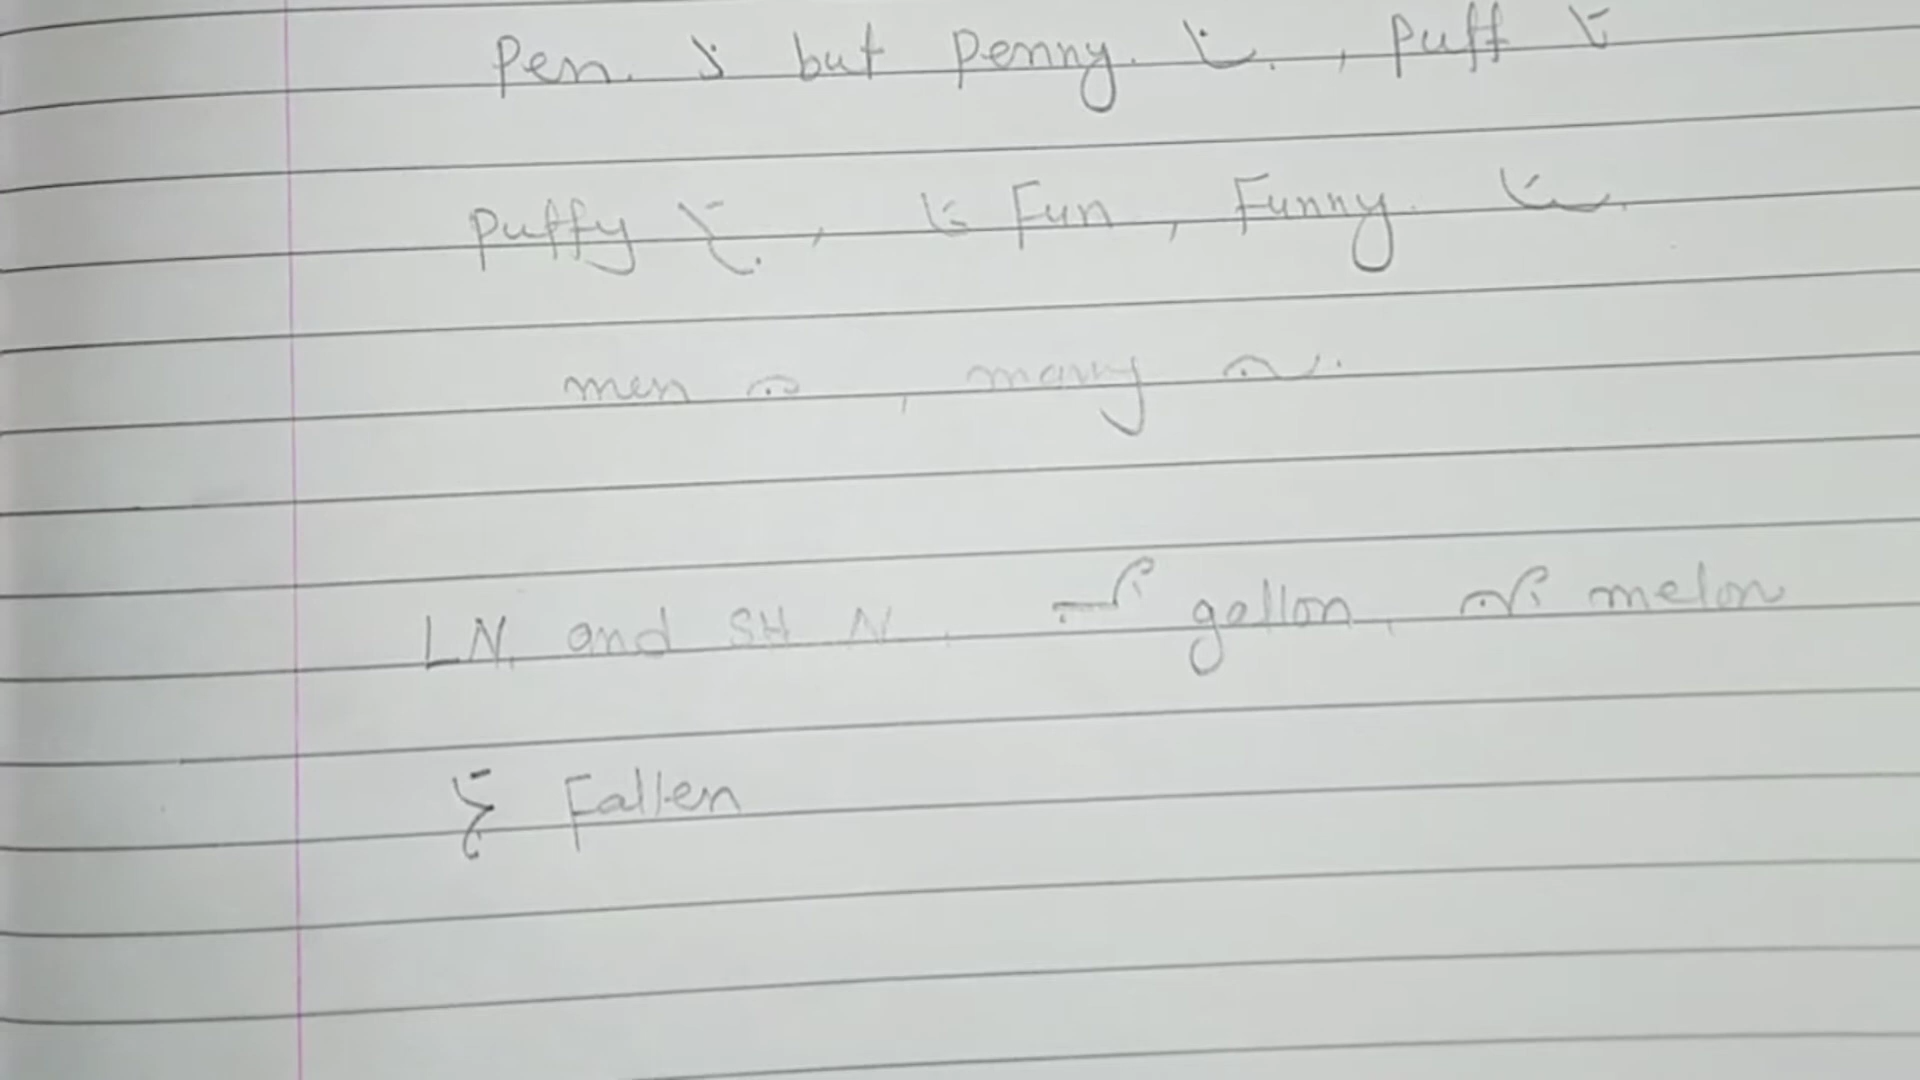 Pen. but Penny. , Puff
Puffy , Fun , Funny.
men , many
LN. and SH N. gallon, melon
Fallen